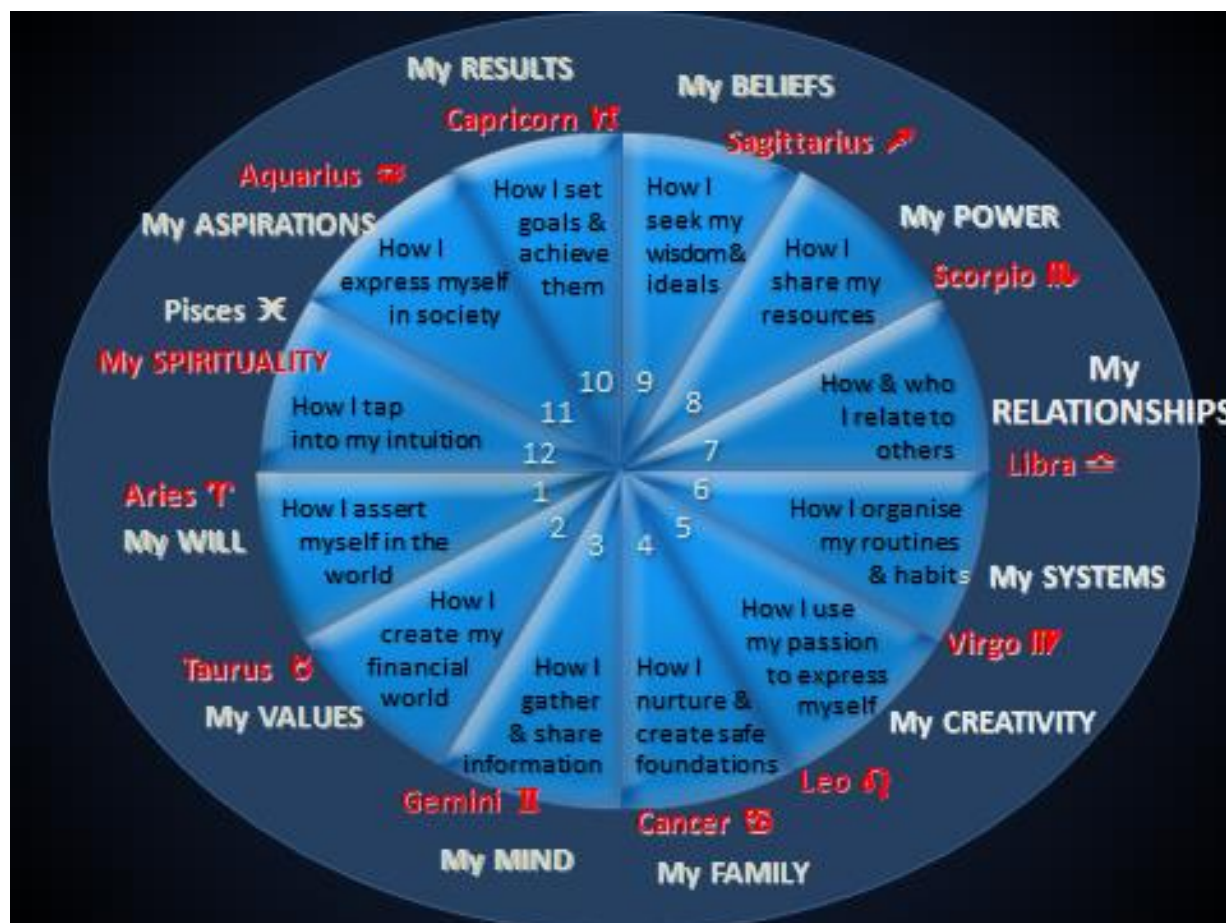 My RESULTS
Capricorn ♑
My BELIEFS
Sagittarius ♐
Aquarius ♒
My ASPIRATIONS
My POWER
Scorpio ♏
Pisces ♓
My SPIRITUALITY
My
RELATIONSHIPS
Libra ♎
Aries ♈
My WILL
My SYSTEMS
Virgo ♍
Taurus ♉
My VALUES
My CREATIVITY
Leo ♌
Gemini ♊
My MIND
Cancer ♋
My FAMILY
How I set
goals &
achieve
them
10
How I
seek my
wisdom &
ideals
9
How I
share my
resources
8
How & who
I relate to
others
7
How I organise
my routines
& habits
6
How I use
my passion
to express
myself
5
How I
nurture &
create safe
foundations
4
How I
gather
& share
information
3
How I
create my
financial
world
2
How I assert
myself in the
world
1
How I tap
into my intuition
12
How I
express myself
in society
11